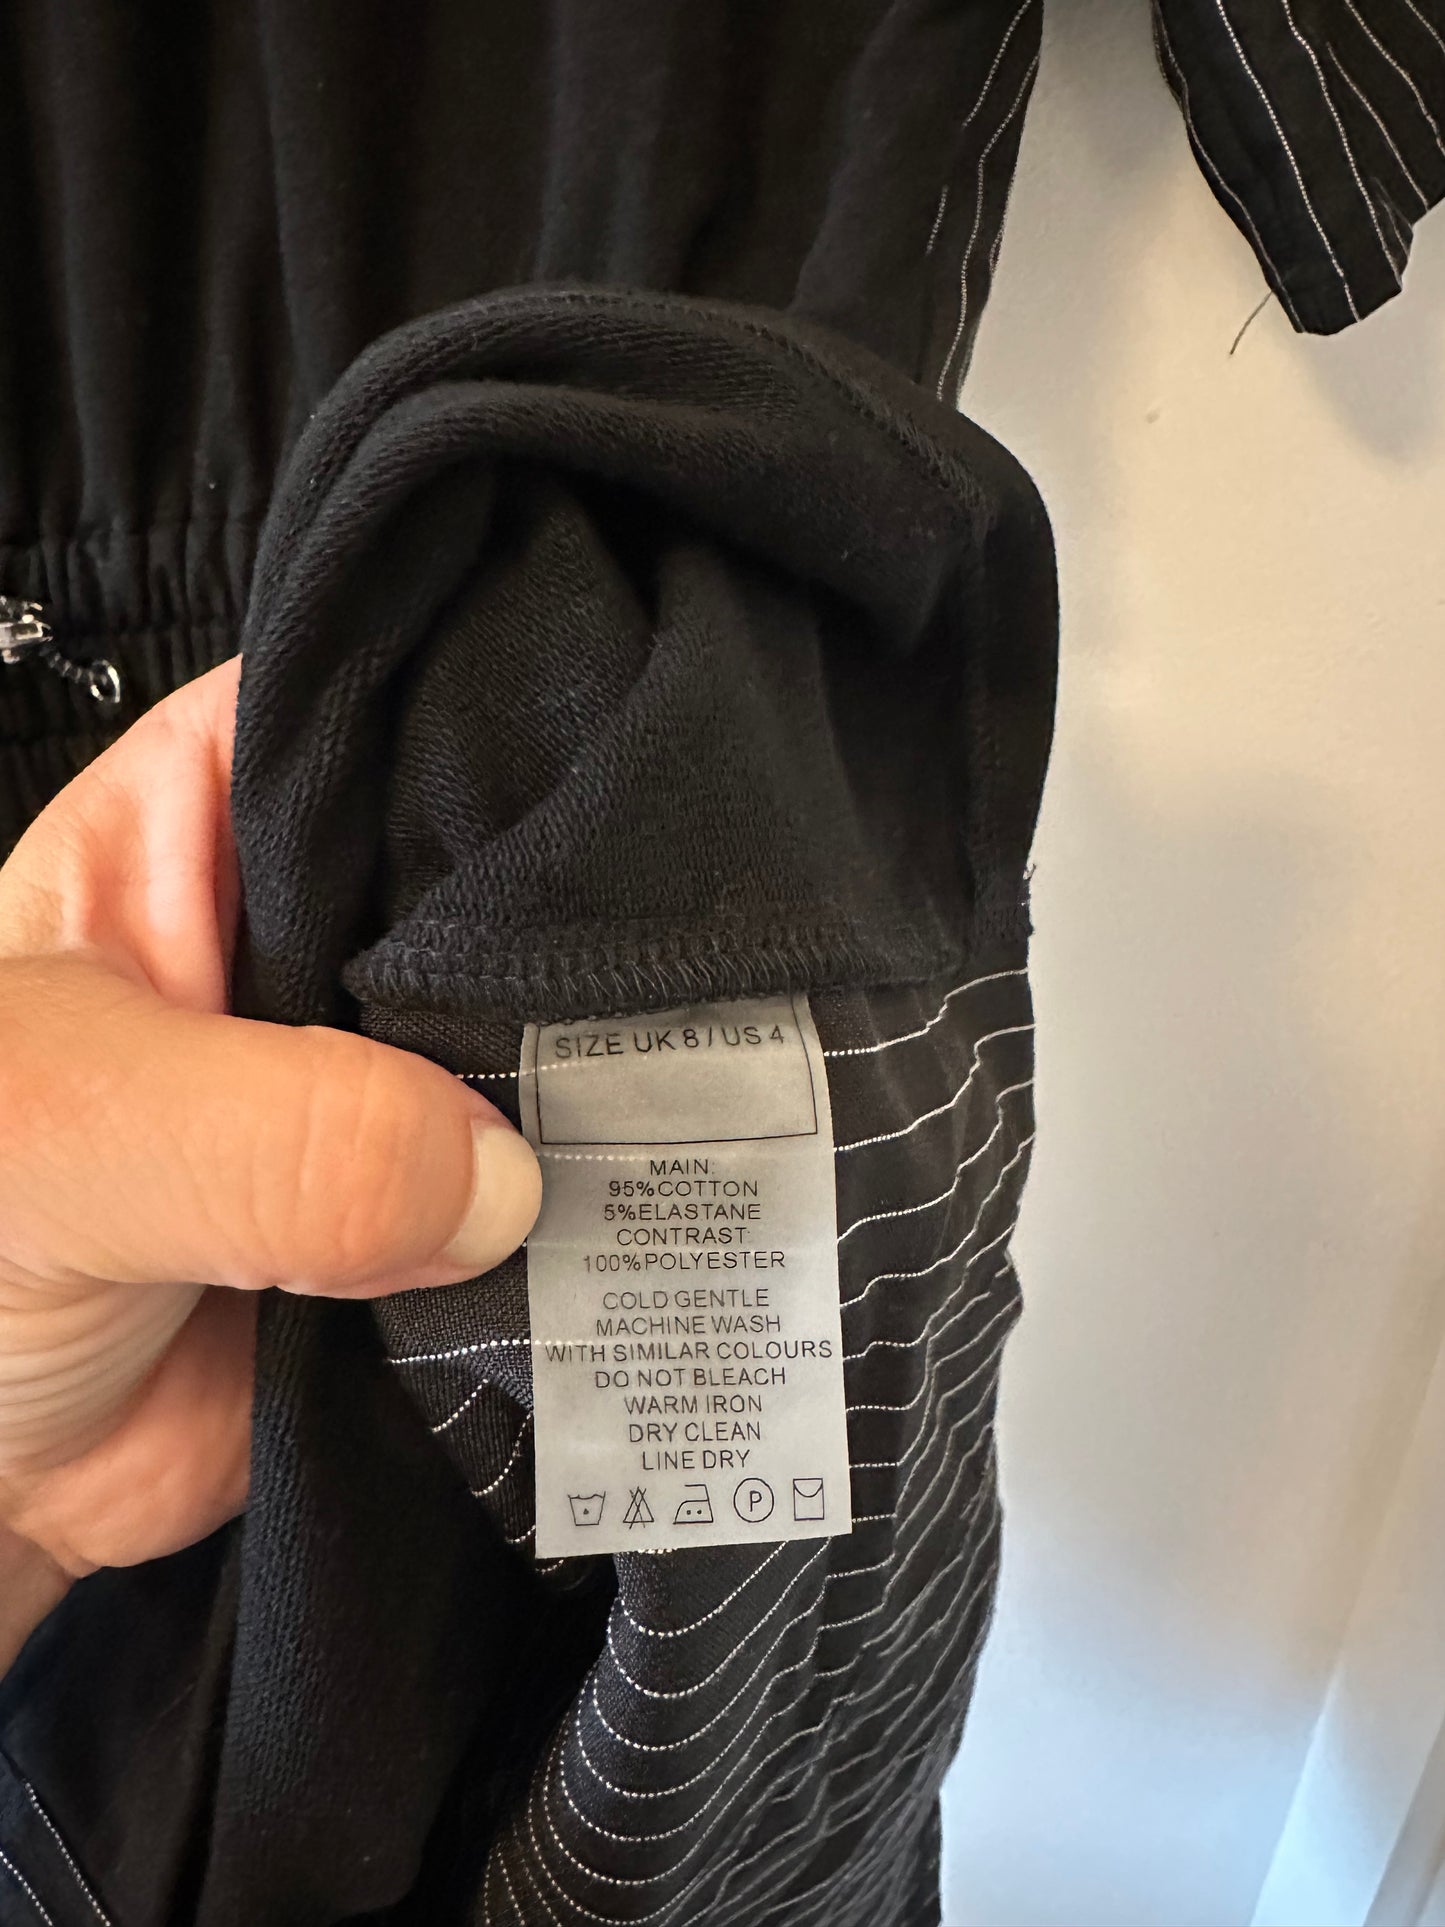 SIZE UK 8 / US 4
MAIN:
95%COTTON
5%ELASTANE
CONTRAST:
100%POLYESTER
COLD GENTLE
MACHINE WASH
WITH SIMILAR COLOURS
DO NOT BLEACH
WARM IRON
DRY CLEAN
LINE DRY
P